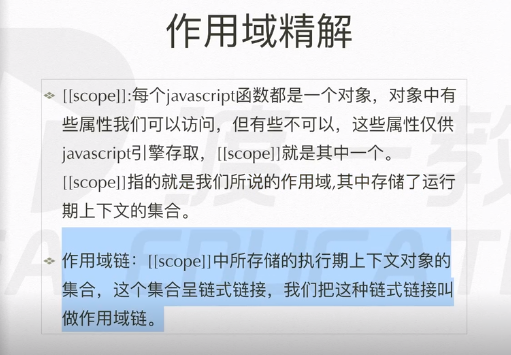 作用域精解
[[scope]]:每个javascript函数都是一个对象，对象中有
些属性我们可以访问，但有些不可以，这些属性仅供
javascript引擎存取，[[scope]]就是其中一个。
[[scope]]指的就是我们所说的作用域,其中存储了运行
期上下文的集合。
作用域链：[[scope]]中所存储的执行期上下文对象的
集合，这个集合呈链式链接，我们把这种链式链接叫
做作用域链。